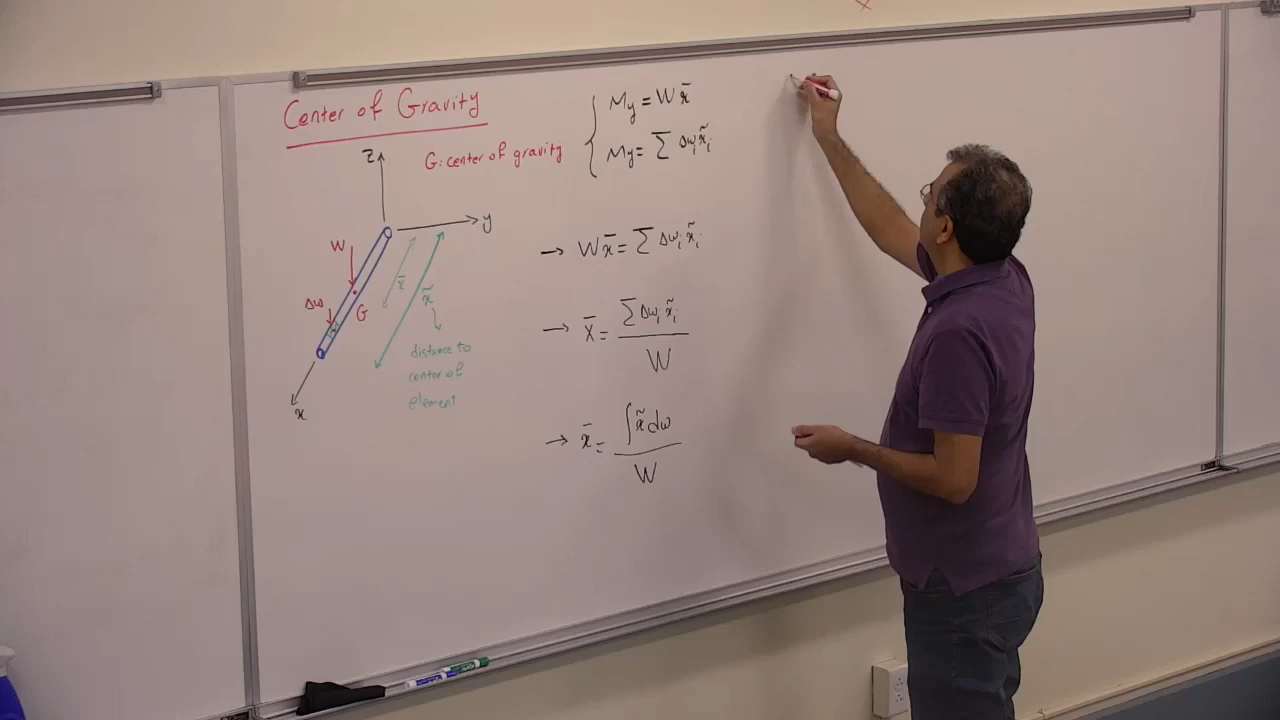 Center of Gravity
G: center of gravity
z
y
x
W
Δw
G
x̄
x̃
distance to
center of
element
My = W x̄
My = Σ Δwᵢ x̃ᵢ
→ W x̄ = Σ Δwᵢ x̃ᵢ
→ x̄ = Σ Δwᵢ x̃ᵢ / W
→ x̄ = ∫ x̃ dw / W